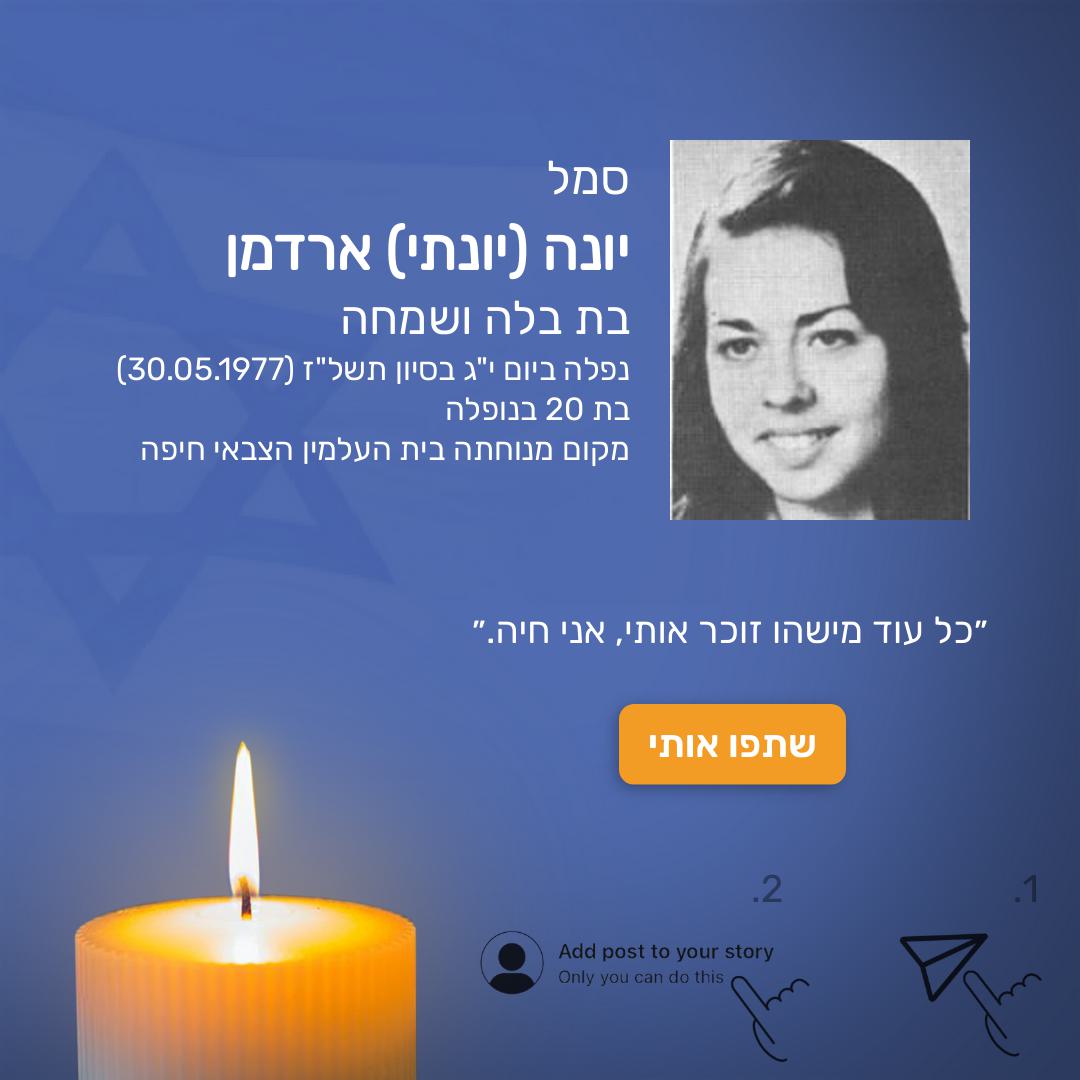 סמל
יונה (יונתי) ארדמן
בת בלה ושמחה
נפלה ביום י"ג בסיון תשל"ז (30.05.1977)
בת 20 בנופלה
מקום מנוחתה בית העלמין הצבאי חיפה
״כל עוד מישהו זוכר אותי, אני חיה.״
שתפו אותי
1.
2.
Add post to your story
Only you can do this